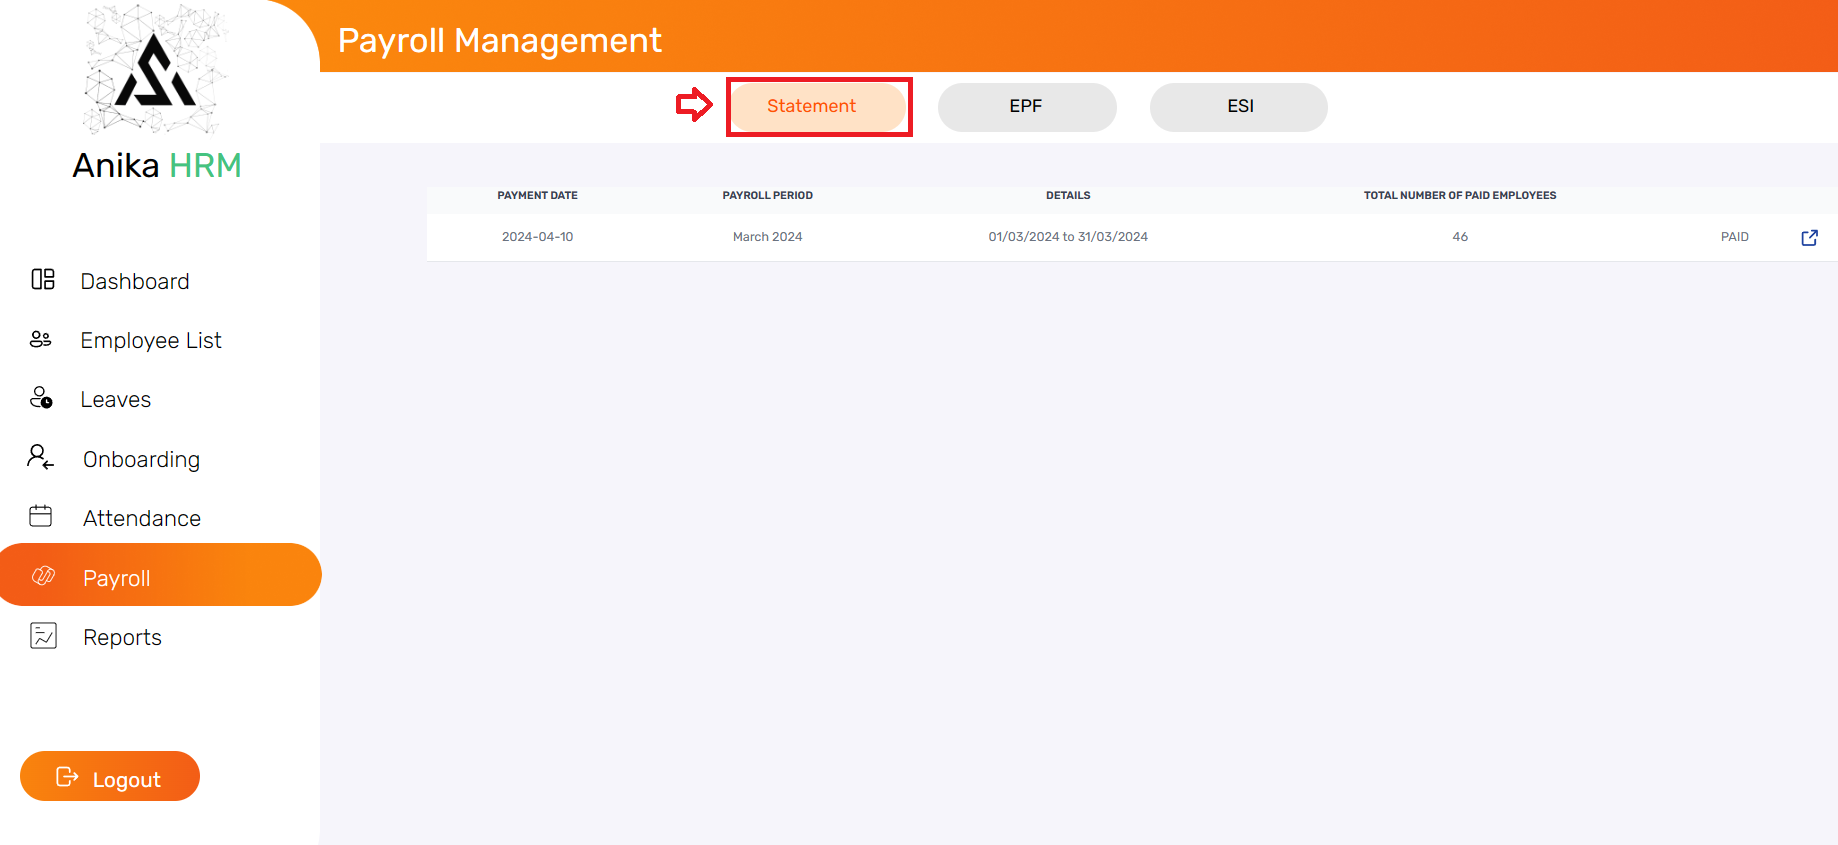 Payroll Management
Statement EPF ESI
Anika HRM
PAYMENT DATE PAYROLL PERIOD DETAILS TOTAL NUMBER OF PAID EMPLOYEES
2024-04-10 March 2024 01/03/2024 to 31/03/2024 46 PAID
Dashboard
Employee List
Leaves
Onboarding
Attendance
Payroll
Reports
Logout